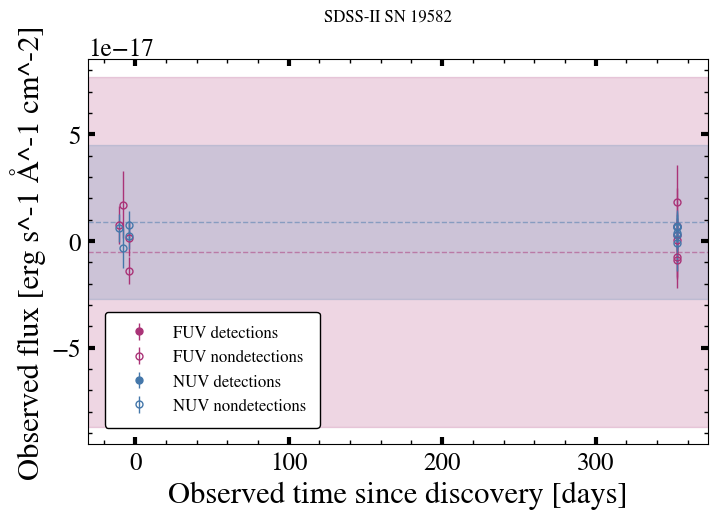 SDSS-II SN 19582
1e−17
Observed flux [erg s^-1 Å^-1 cm^-2]
5
0
−5
FUV detections
FUV nondetections
NUV detections
NUV nondetections
0 100 200 300
Observed time since discovery [days]